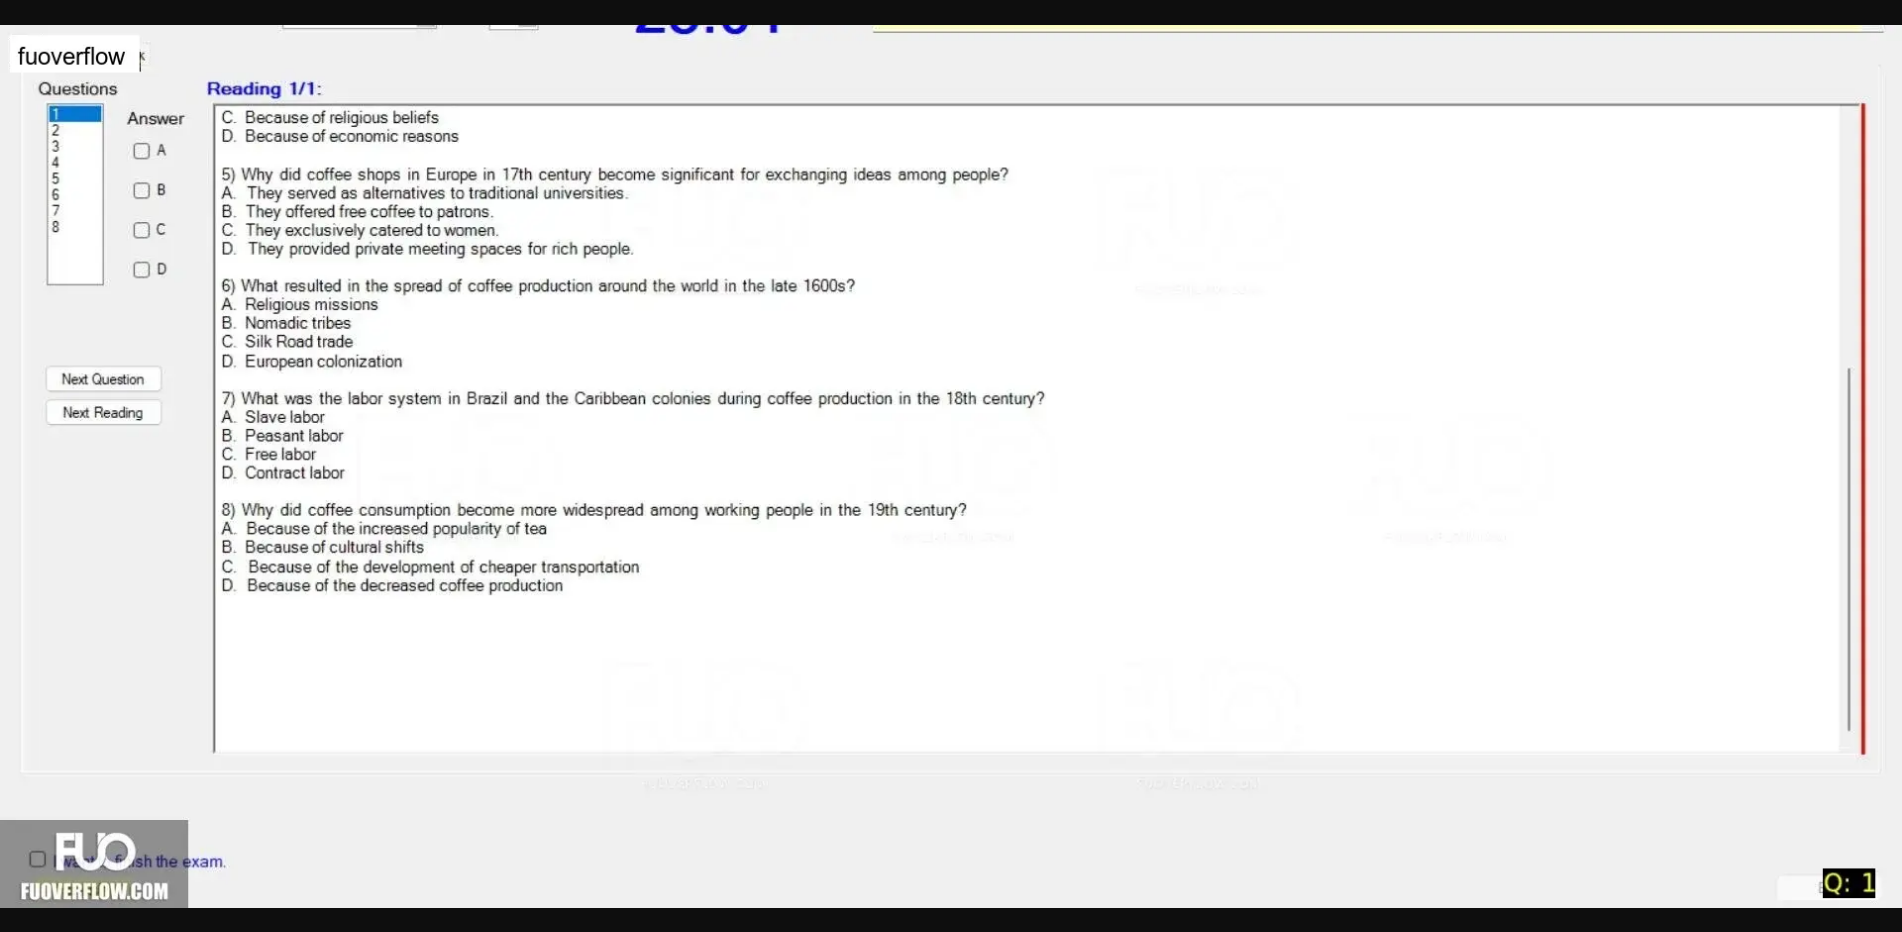 fuoverflow
Questions
Reading 1/1:
1
2
3
4
5
6
7
8
Answer
A
B
C
D
Next Question
Next Reading
C. Because of religious beliefs
D. Because of economic reasons
5) Why did coffee shops in Europe in 17th century become significant for exchanging ideas among people?
A. They served as alternatives to traditional universities.
B. They offered free coffee to patrons.
C. They exclusively catered to women.
D. They provided private meeting spaces for rich people.
6) What resulted in the spread of coffee production around the world in the late 1600s?
A. Religious missions
B. Nomadic tribes
C. Silk Road trade
D. European colonization
7) What was the labor system in Brazil and the Caribbean colonies during coffee production in the 18th century?
A. Slave labor
B. Peasant labor
C. Free labor
D. Contract labor
8) Why did coffee consumption become more widespread among working people in the 19th century?
A. Because of the increased popularity of tea
B. Because of cultural shifts
C. Because of the development of cheaper transportation
D. Because of the decreased coffee production
FUO
the exam.
FUOVERFLOW.COM
Q: 1